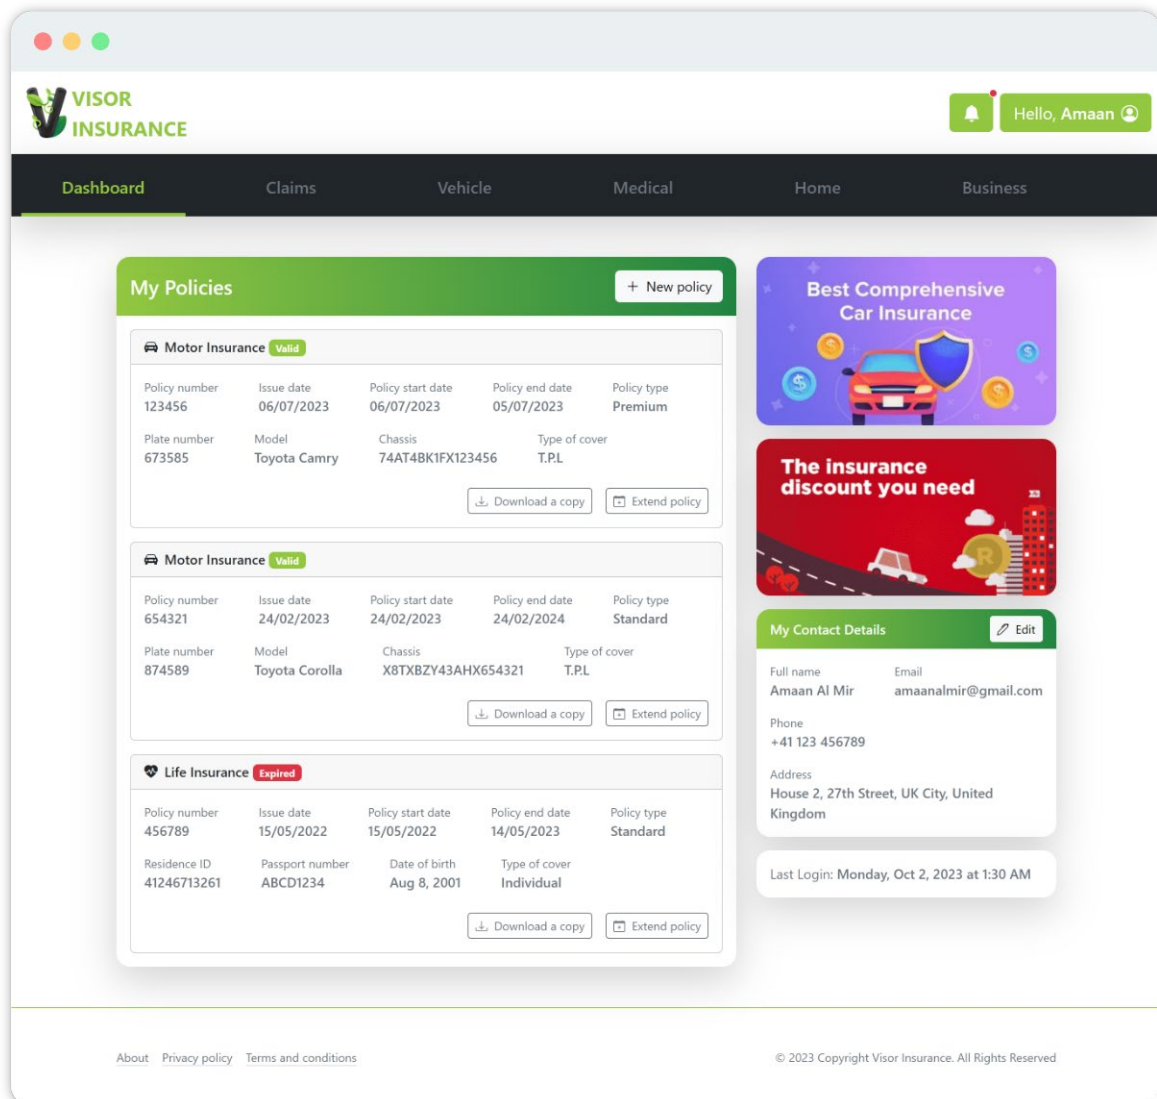 VISOR
INSURANCE
Hello, Amaan
Dashboard Claims Vehicle Medical Home Business
My Policies
+ New policy
Motor Insurance Valid
Policy number Issue date Policy start date Policy end date Policy type
123456 06/07/2023 06/07/2023 05/07/2023 Premium
Plate number Model Chassis Type of cover
673585 Toyota Camry 74AT4BK1FX123456 T.P.L
Download a copy Extend policy
Motor Insurance Valid
Policy number Issue date Policy start date Policy end date Policy type
654321 24/02/2023 24/02/2023 24/02/2024 Standard
Plate number Model Chassis Type of cover
874589 Toyota Corolla X8TXBZY43AHX654321 T.P.L
Download a copy Extend policy
Life Insurance Expired
Policy number Issue date Policy start date Policy end date Policy type
456789 15/05/2022 15/05/2022 14/05/2023 Standard
Residence ID Passport number Date of birth Type of cover
41246713261 ABCD1234 Aug 8, 2001 Individual
Download a copy Extend policy
Best Comprehensive
Car Insurance
The insurance
discount you need
R
My Contact Details
Edit
Full name Email
Amaan Al Mir amaanalmir@gmail.com
Phone
+41 123 456789
Address
House 2, 27th Street, UK City, United
Kingdom
Last Login: Monday, Oct 2, 2023 at 1:30 AM
About Privacy policy Terms and conditions
© 2023 Copyright Visor Insurance. All Rights Reserved